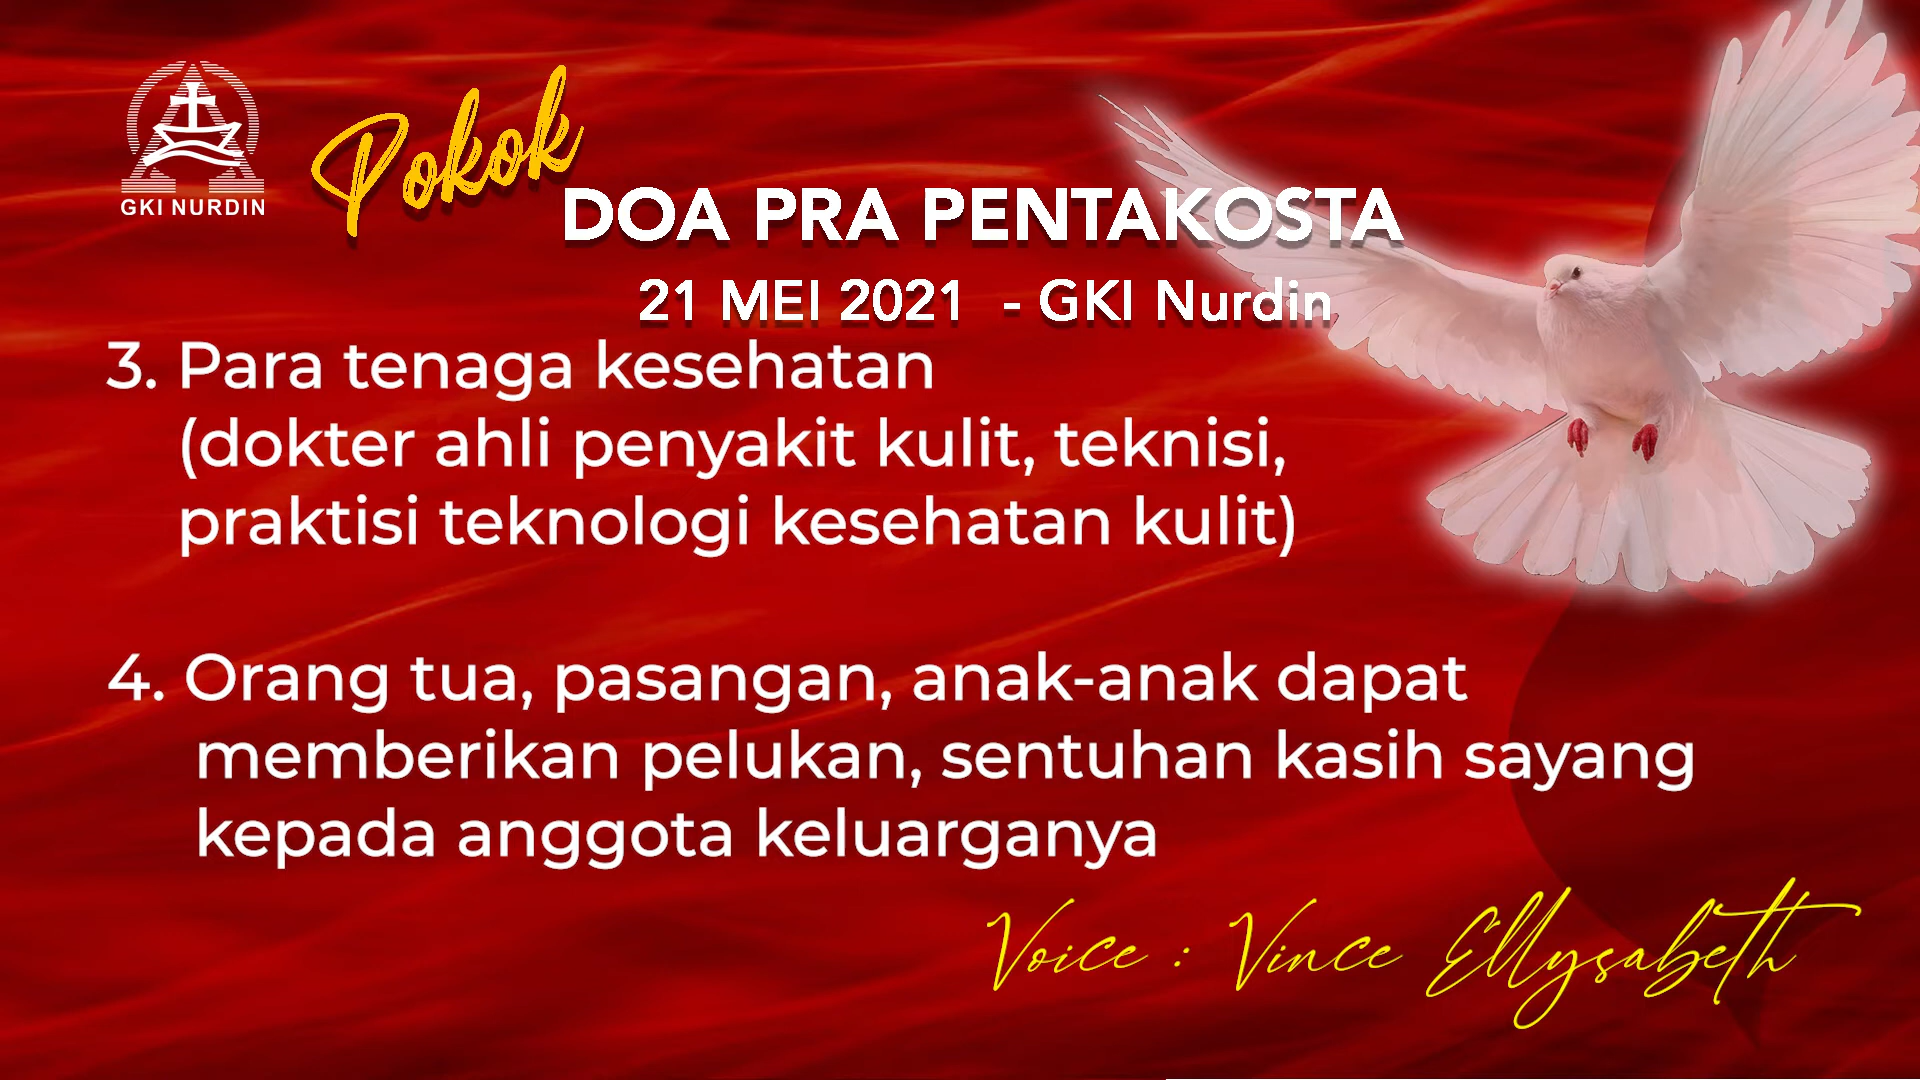 GKI NURDIN
Pokok
DOA PRA PENTAKOSTA
21 MEI 2021 - GKI Nurdin
3. Para tenaga kesehatan
(dokter ahli penyakit kulit, teknisi,
praktisi teknologi kesehatan kulit)
4. Orang tua, pasangan, anak-anak dapat
memberikan pelukan, sentuhan kasih sayang
kepada anggota keluarganya
Voice : Vince Ellysabeth